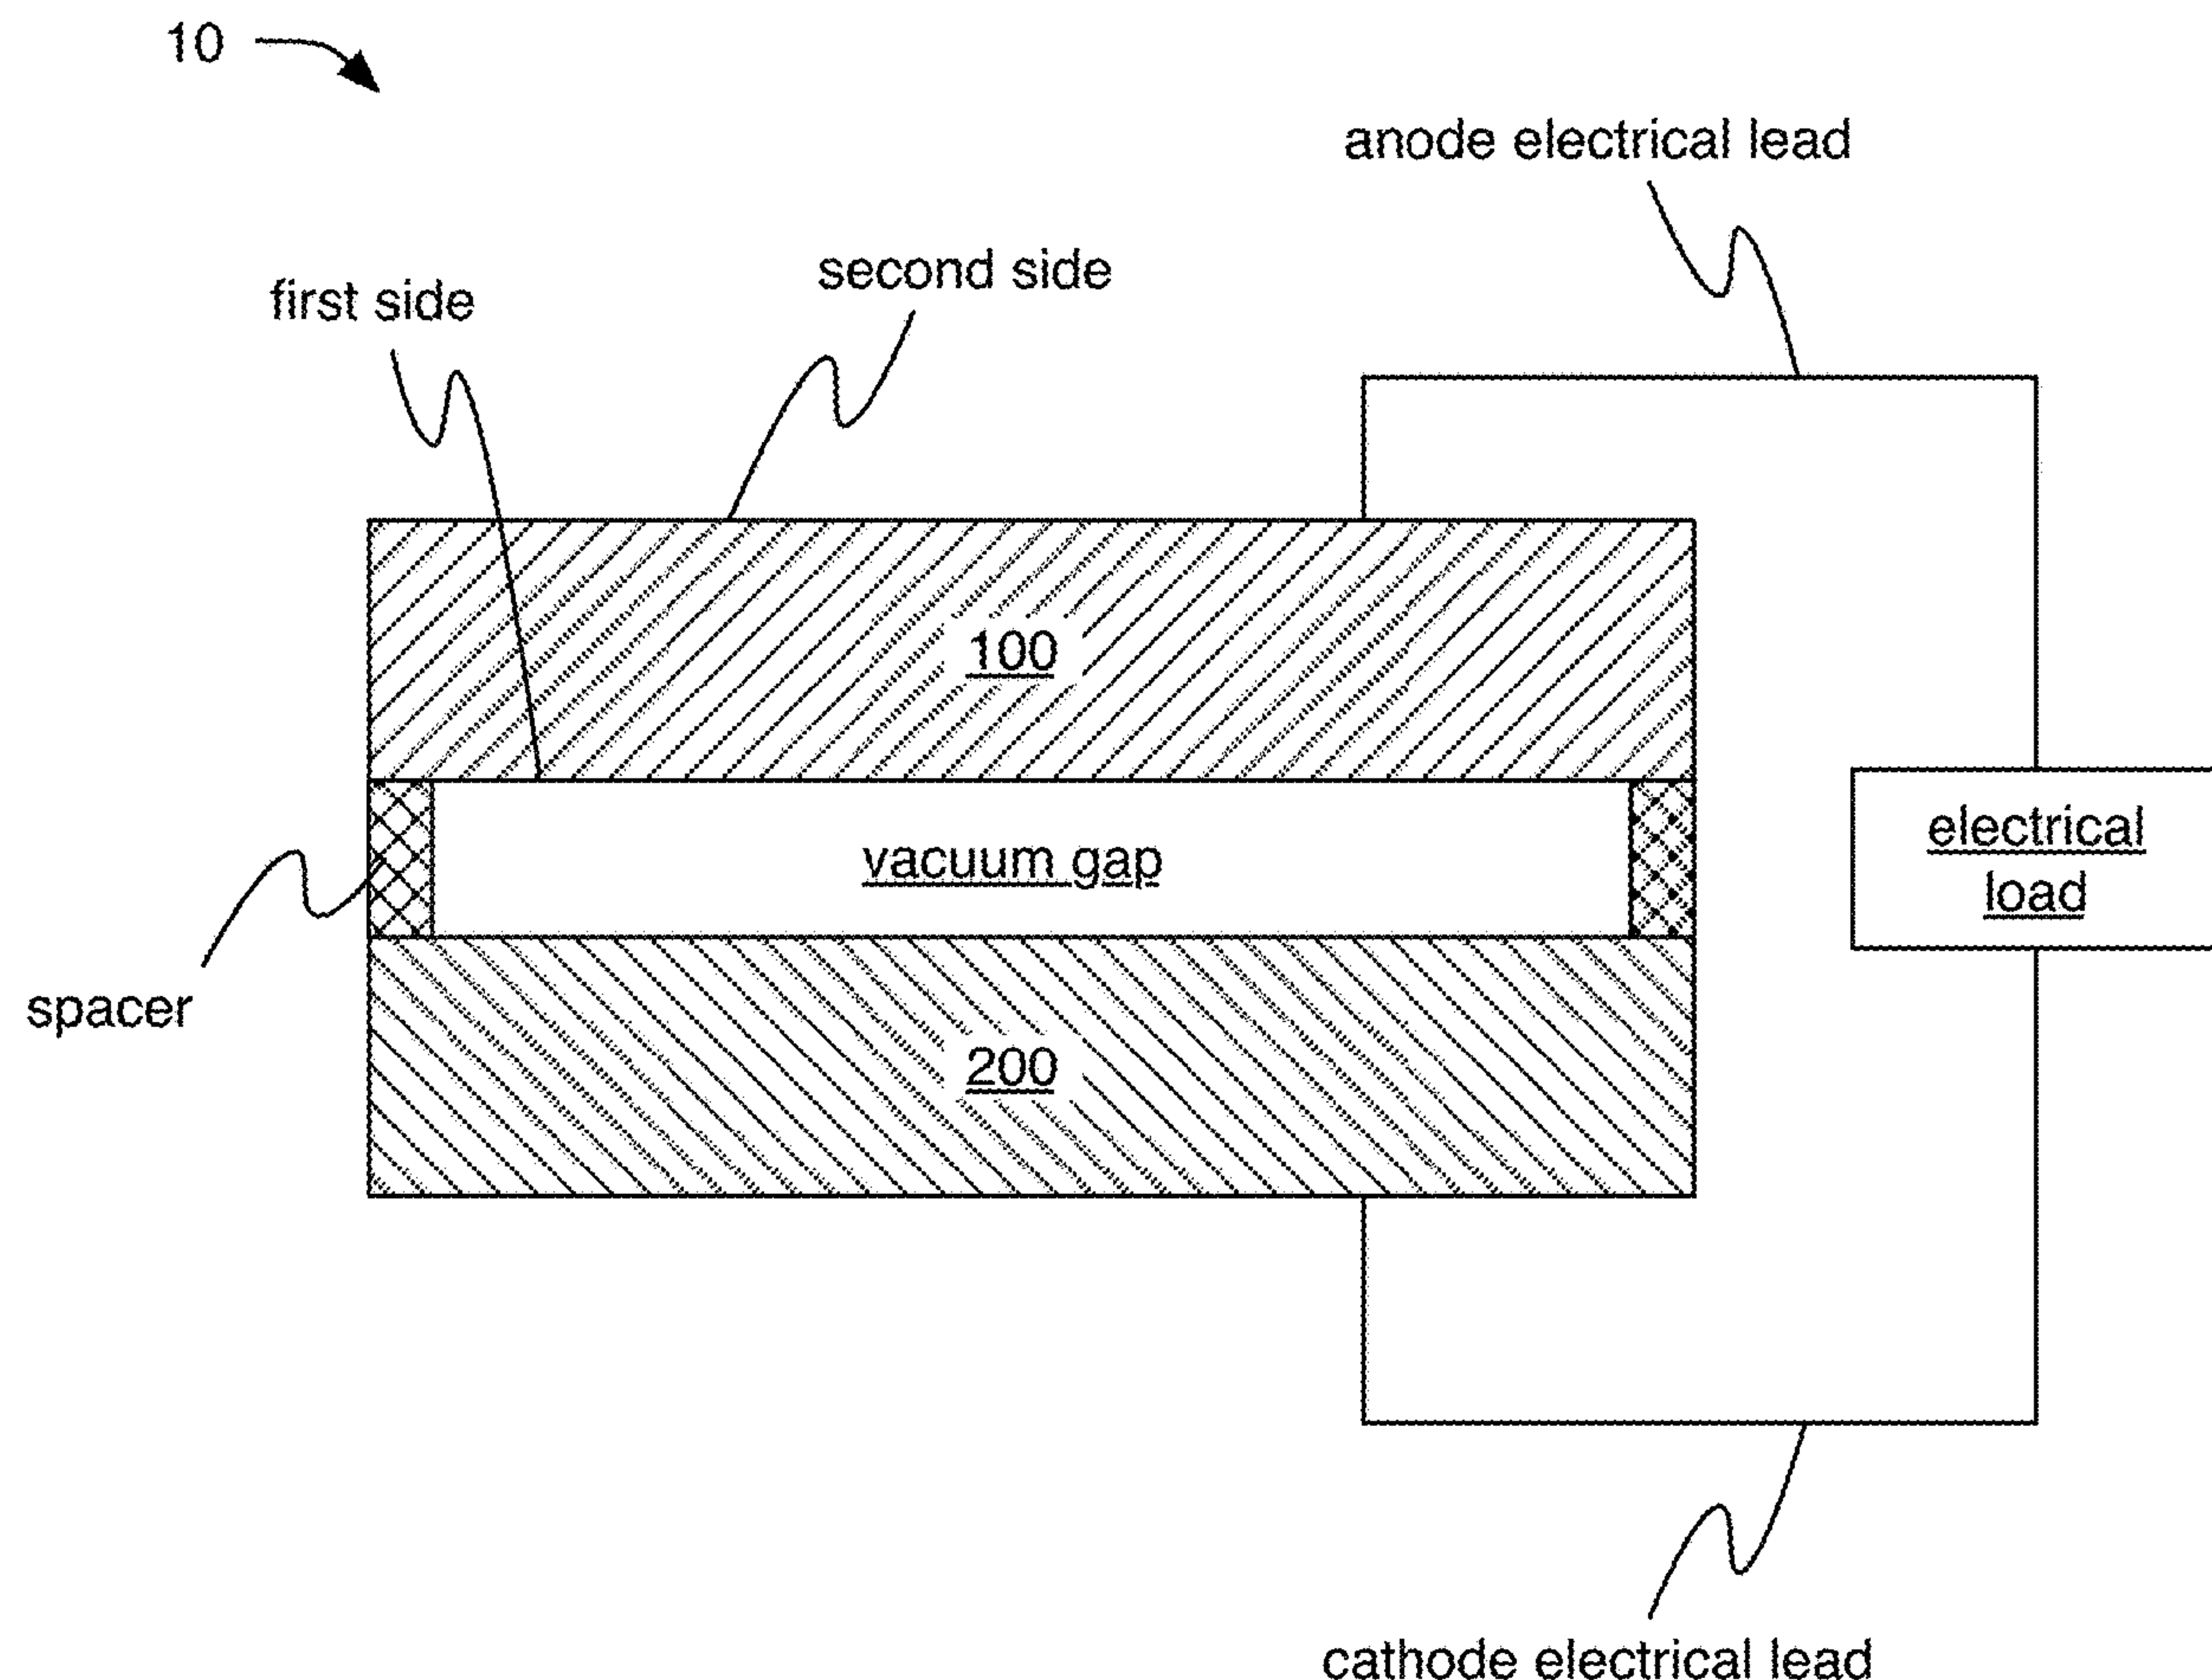 10
anode electrical lead
second side
first side
100
vacuum gap
electrical
load
spacer
200
cathode electrical lead